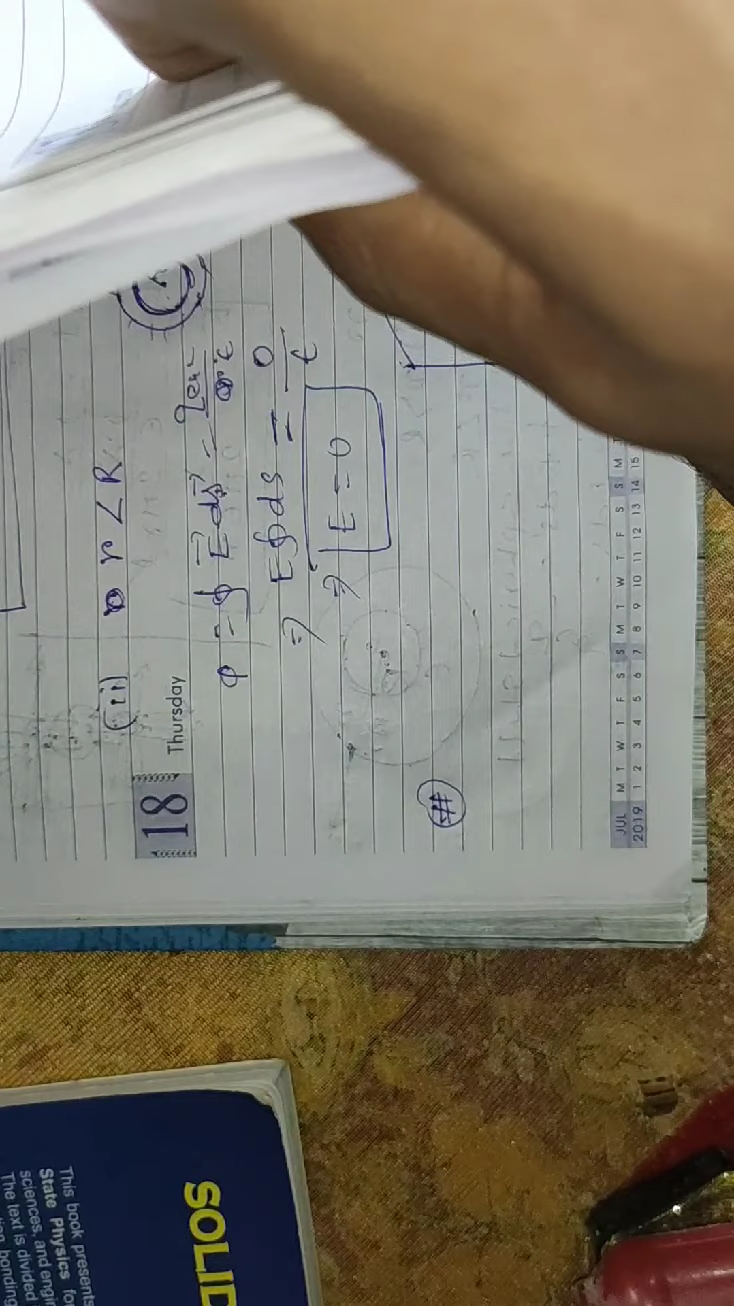 (ii) r < R
18
Thursday
φ = ∮ E⃗ ds⃗ = qen / ε
⇒ E∮ds = 0 / ε
⇒ E = 0
#
JUL M T W T F S S M T W T F S S M
2019 1 2 3 4 5 6 7 8 9 10 11 12 13 14 15
SOLID
This book presents
State Physics fo
sciences, and engi
The text is divided
bonding